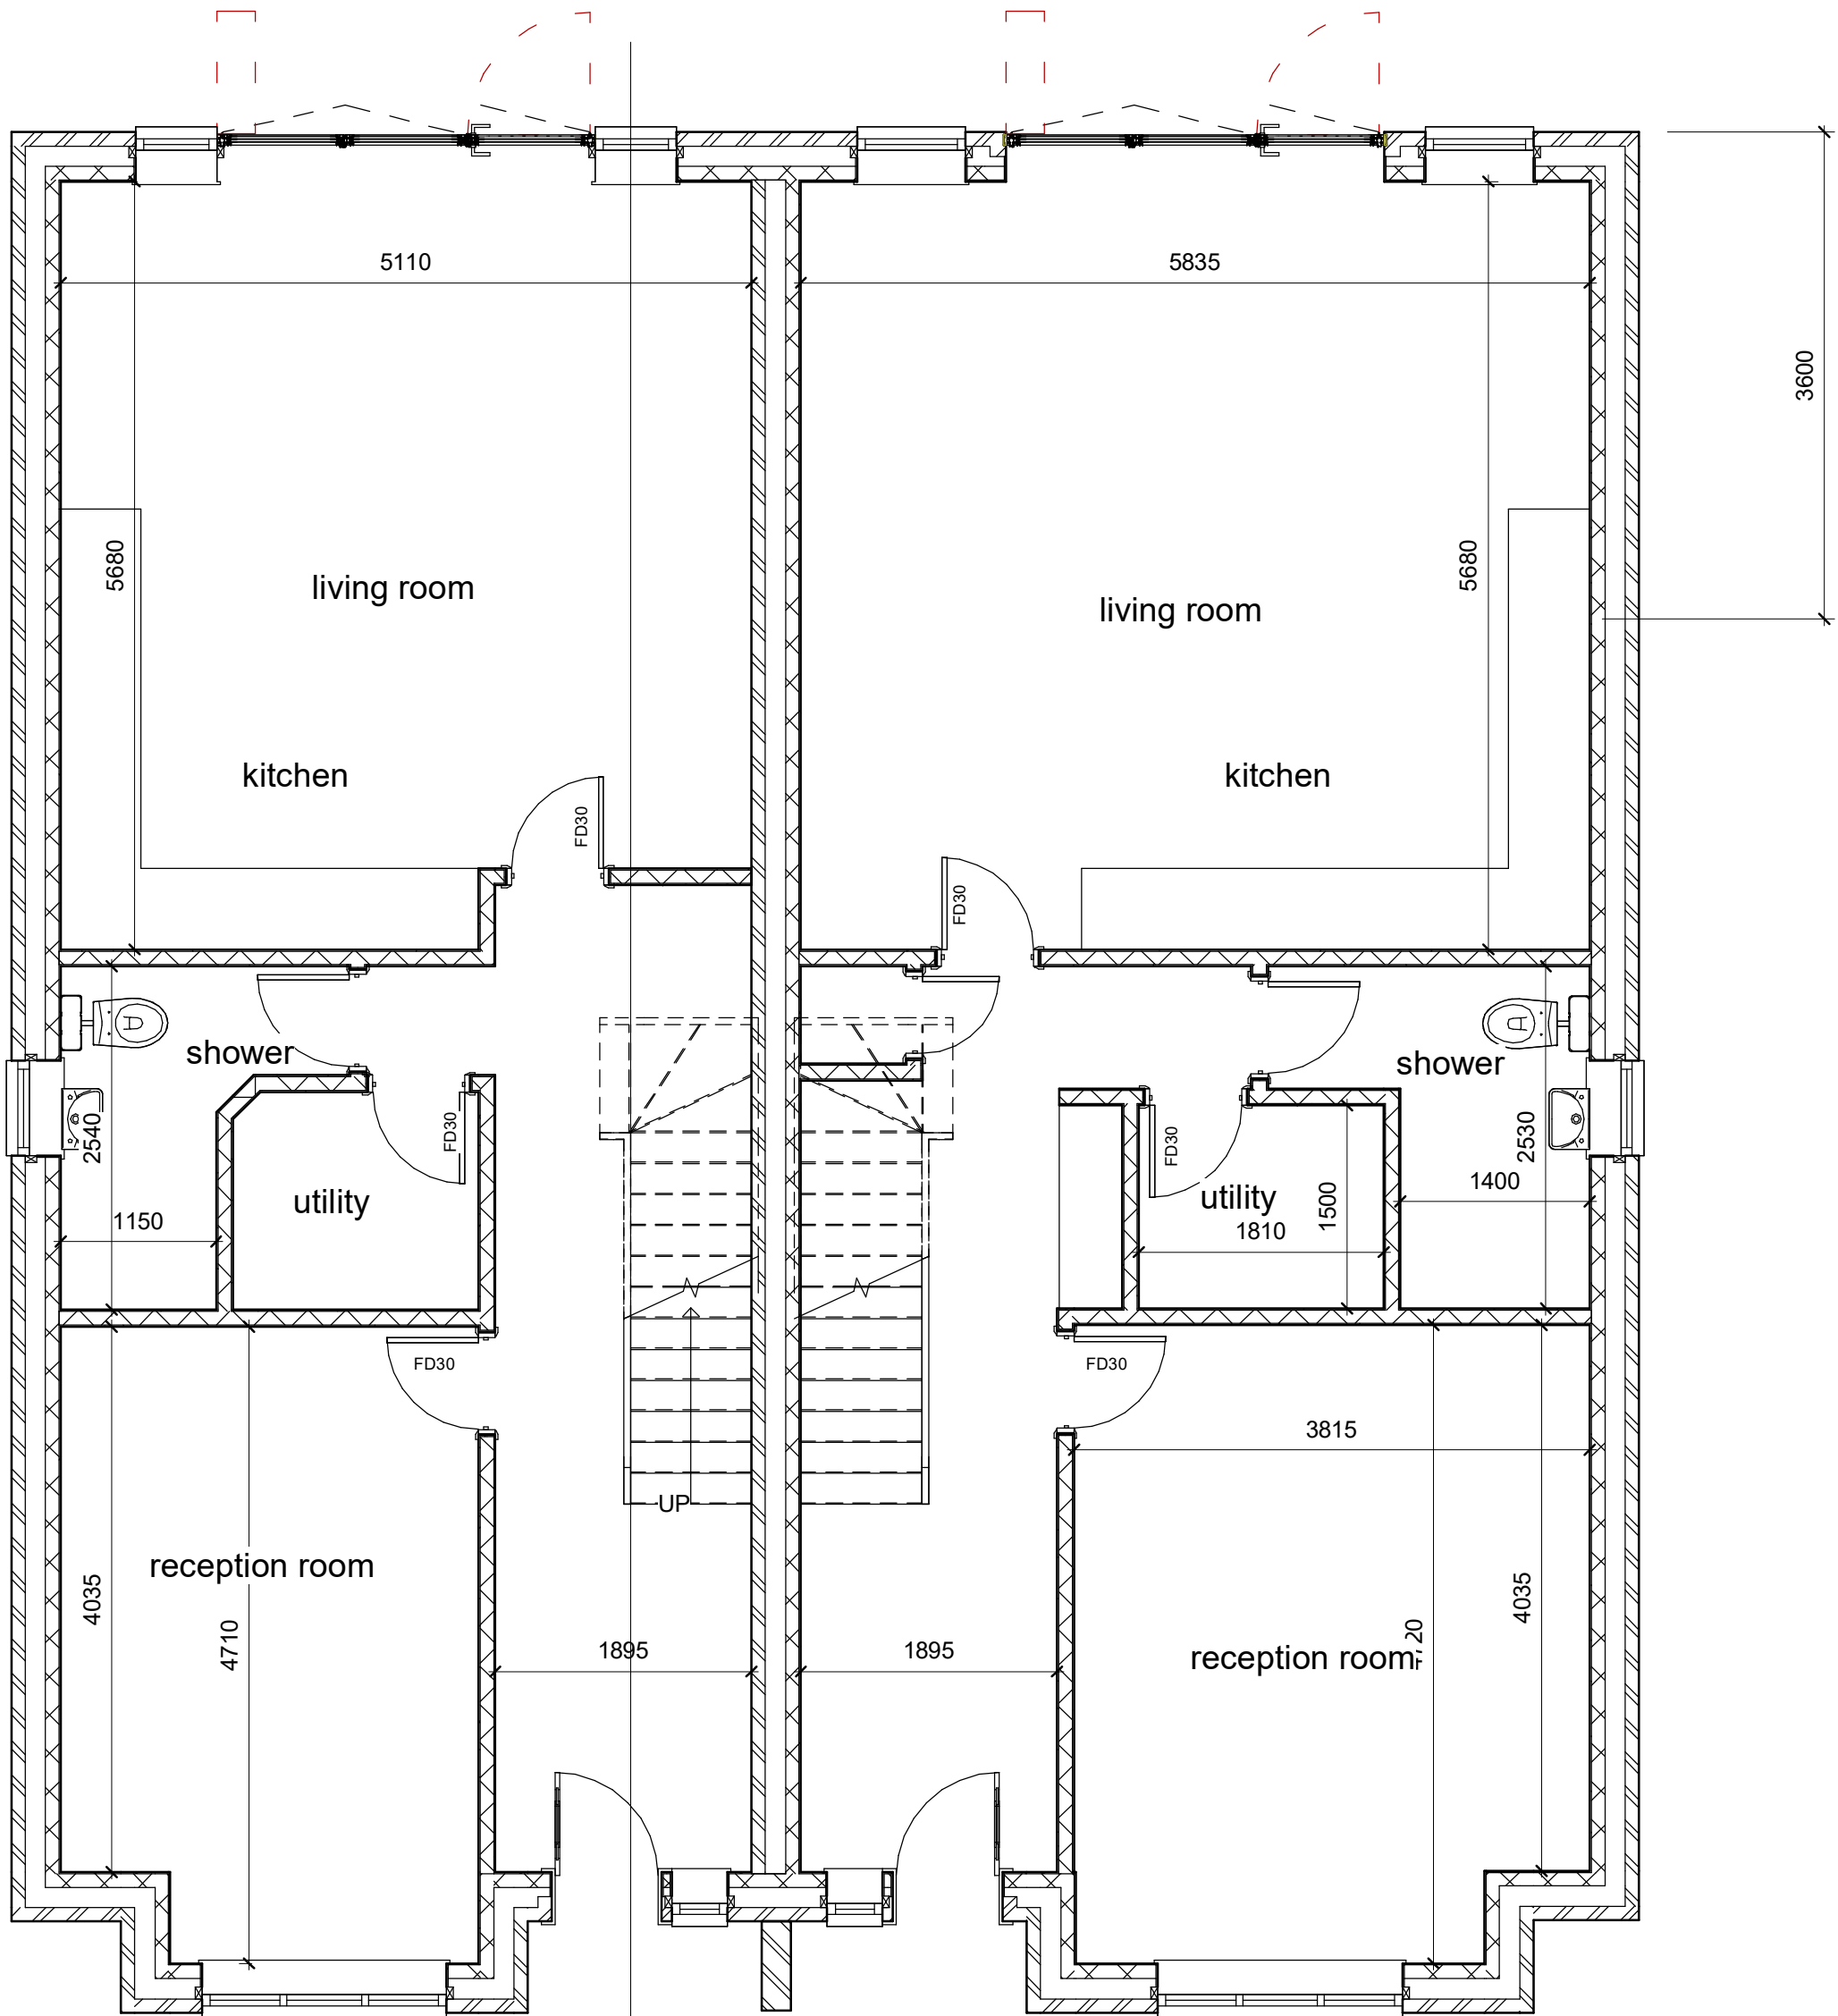 5110
5835
3600
5680
5680
living room
living room
kitchen
kitchen
FD30
FD30
shower
shower
2540
FD30
FD30
2530
utility
utility
1400
1150
1500
1810
FD30
FD30
3815
UP
reception room
4035
4035
4710
1895
1895
reception room